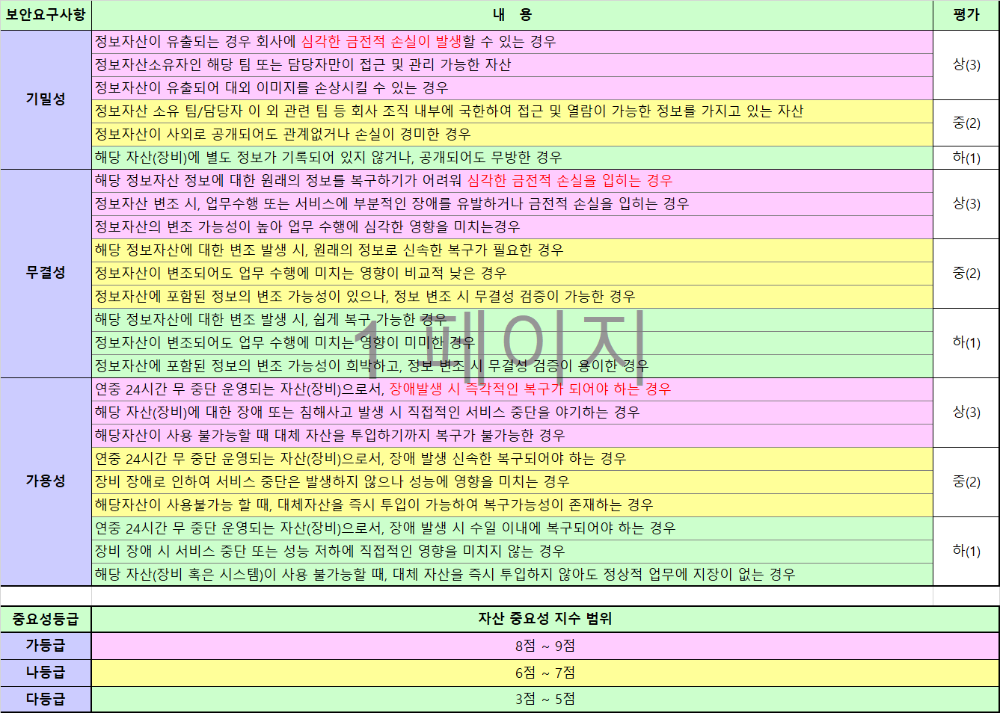 보안요구사항 내 용 평가
기밀성
정보자산이 유출되는 경우 회사에 심각한 금전적 손실이 발생할 수 있는 경우
정보자산소유자인 해당 팀 또는 담당자만이 접근 및 관리 가능한 자산
정보자산이 유출되어 대외 이미지를 손상시킬 수 있는 경우
상(3)
정보자산 소유 팀/담당자 이 외 관련 팀 등 회사 조직 내부에 국한하여 접근 및 열람이 가능한 정보를 가지고 있는 자산
정보자산이 사외로 공개되어도 관계없거나 손실이 경미한 경우
중(2)
해당 자산(장비)에 별도 정보가 기록되어 있지 않거나, 공개되어도 무방한 경우
하(1)
무결성
해당 정보자산 정보에 대한 원래의 정보를 복구하기가 어려워 심각한 금전적 손실을 입히는 경우
정보자산 변조 시, 업무수행 또는 서비스에 부분적인 장애를 유발하거나 금전적 손실을 입히는 경우
정보자산의 변조 가능성이 높아 업무 수행에 심각한 영향을 미치는경우
상(3)
해당 정보자산에 대한 변조 발생 시, 원래의 정보로 신속한 복구가 필요한 경우
정보자산이 변조되어도 업무 수행에 미치는 영향이 비교적 낮은 경우
정보자산에 포함된 정보의 변조 가능성이 있으나, 정보 변조 시 무결성 검증이 가능한 경우
중(2)
해당 정보자산에 대한 변조 발생 시, 쉽게 복구 가능한 경우
정보자산이 변조되어도 업무 수행에 미치는 영향이 미미한 경우
정보자산에 포함된 정보의 변조 가능성이 희박하고, 정보 변조 시 무결성 검증이 용이한 경우
하(1)
1 페이지
가용성
연중 24시간 무 중단 운영되는 자산(장비)으로서, 장애발생 시 즉각적인 복구가 되어야 하는 경우
해당 자산(장비)에 대한 장애 또는 침해사고 발생 시 직접적인 서비스 중단을 야기하는 경우
해당자산이 사용 불가능할 때 대체 자산을 투입하기까지 복구가 불가능한 경우
상(3)
연중 24시간 무 중단 운영되는 자산(장비)으로서, 장애 발생 신속한 복구되어야 하는 경우
장비 장애로 인하여 서비스 중단은 발생하지 않으나 성능에 영향을 미치는 경우
해당자산이 사용불가능 할 때, 대체자산을 즉시 투입이 가능하여 복구가능성이 존재하는 경우
중(2)
연중 24시간 무 중단 운영되는 자산(장비)으로서, 장애 발생 시 수일 이내에 복구되어야 하는 경우
장비 장애 시 서비스 중단 또는 성능 저하에 직접적인 영향을 미치지 않는 경우
해당 자산(장비 혹은 시스템)이 사용 불가능할 때, 대체 자산을 즉시 투입하지 않아도 정상적 업무에 지장이 없는 경우
하(1)
중요성등급 자산 중요성 지수 범위
가등급 8점 ~ 9점
나등급 6점 ~ 7점
다등급 3점 ~ 5점